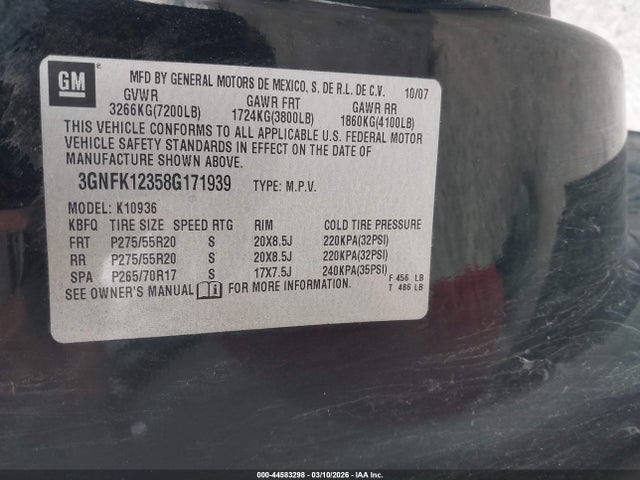 GM
MFD BY GENERAL MOTORS DE MEXICO, S. DE R.L. DE C.V. 10/07
GVWR GAWR FRT GAWR RR
3266KG(7200LB) 1724KG(3800LB) 1860KG(4100LB)
THIS VEHICLE CONFORMS TO ALL APPLICABLE U.S. FEDERAL MOTOR
VEHICLE SAFETY STANDARDS IN EFFECT ON THE DATE OF
MANUFACTURE SHOWN ABOVE.
3GNFK12358G171939 TYPE: M.P.V.
MODEL: K10936
KBFQ TIRE SIZE SPEED RTG RIM COLD TIRE PRESSURE
FRT P275/55R20 S 20X8.5J 220KPA(32PSI)
RR P275/55R20 S 20X8.5J 220KPA(32PSI)
SPA P265/70R17 S 17X7.5J 240KPA(35PSI)
F 456 LB
SEE OWNER'S MANUAL FOR MORE INFORMATION. T 486 LB
000-44583298 - 03/10/2026 - IAA Inc.